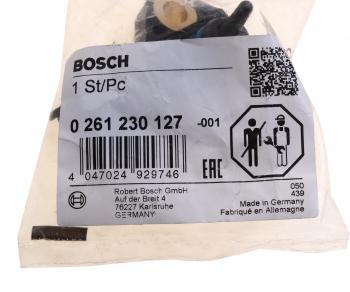 BOSCH
1 St/Pc
0 261 230 127 -001
4 047024 929746
EAC
Robert Bosch GmbH
Auf der Breit 4
76227 Karlsruhe
GERMANY
050
439
Made in Germany
Fabriqué en Allemagne